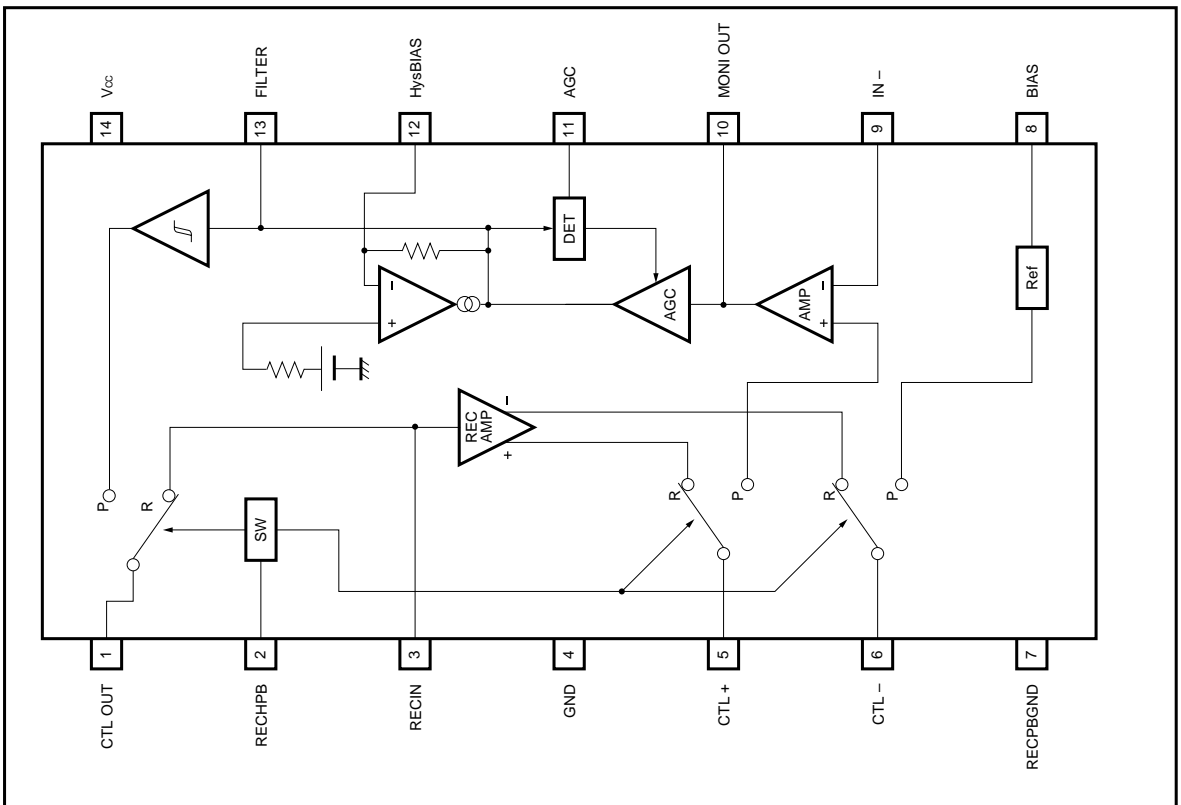 Vcc
FILTER
HysBIAS
AGC
MONI OUT
IN –
BIAS
14
13
12
11
10
9
8
DET
– +
AGC
AMP
+ –
Ref
REC AMP
+ –
P
R
SW
R
P
R
P
1
2
3
4
5
6
7
CTL OUT
RECHPB
RECIN
GND
CTL +
CTL –
RECPBGND